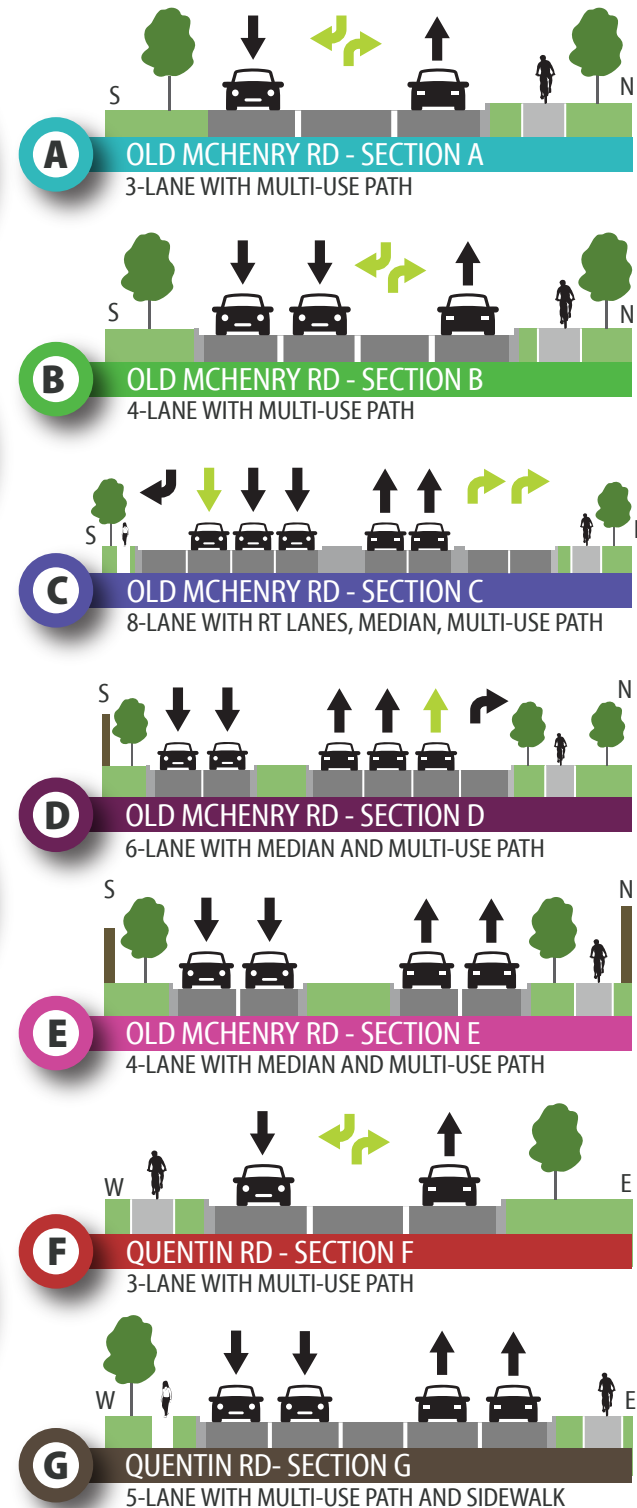 S N
A OLD MCHENRY RD - SECTION A
3-LANE WITH MULTI-USE PATH
S N
B OLD MCHENRY RD - SECTION B
4-LANE WITH MULTI-USE PATH
S
C OLD MCHENRY RD - SECTION C
8-LANE WITH RT LANES, MEDIAN, MULTI-USE PATH
S N
D OLD MCHENRY RD - SECTION D
6-LANE WITH MEDIAN AND MULTI-USE PATH
S N
E OLD MCHENRY RD - SECTION E
4-LANE WITH MEDIAN AND MULTI-USE PATH
W E
F QUENTIN RD - SECTION F
3-LANE WITH MULTI-USE PATH
W E
G QUENTIN RD- SECTION G
5-LANE WITH MULTI-USE PATH AND SIDEWALK